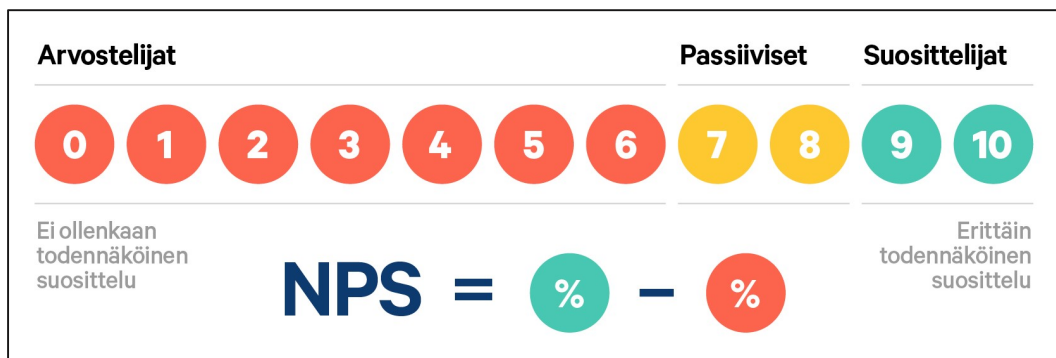 Arvostelijat Passiiviset Suosittelijat
0 1 2 3 4 5 6 7 8 9 10
Ei ollenkaan
todennäköinen
suosittelu
Erittäin
todennäköinen
suosittelu
NPS = % – %